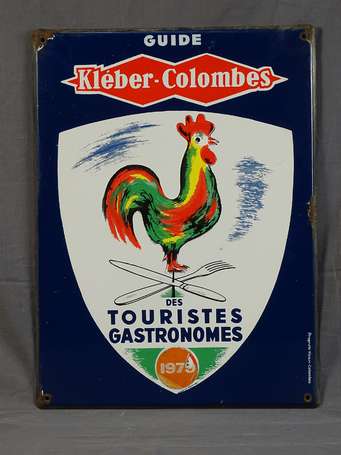 GUIDE
Kléber-Colombes
DES
TOURISTES
GASTRONOMES
1979